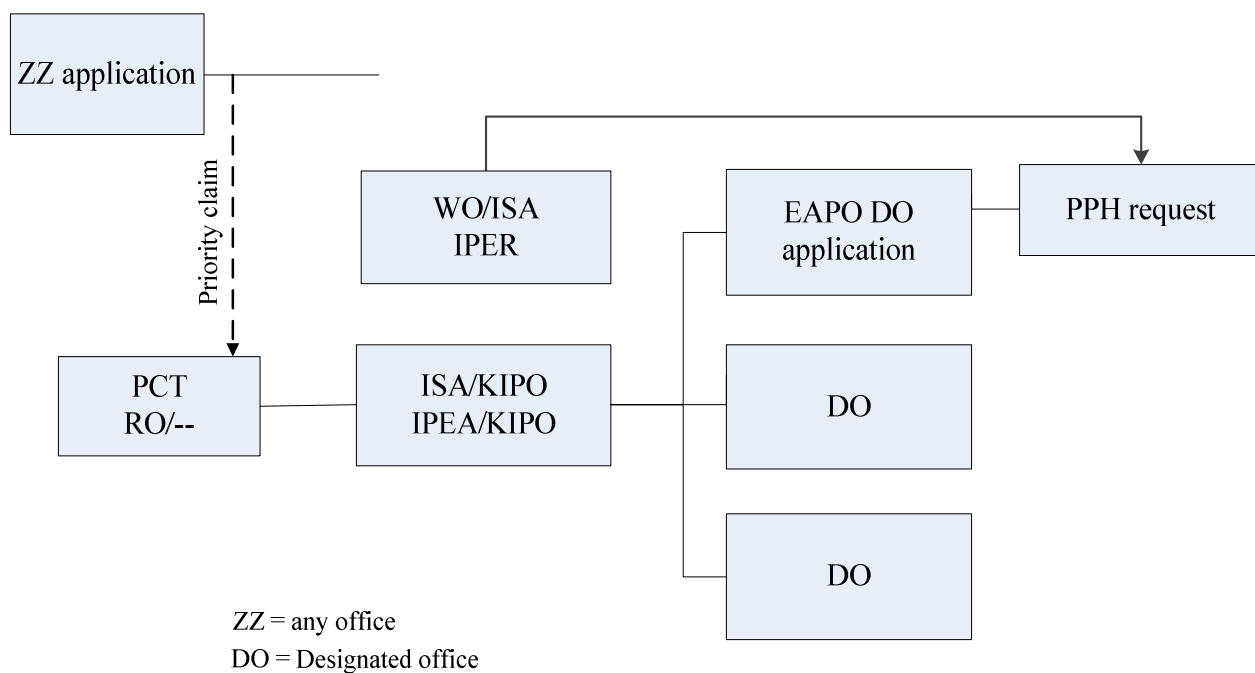 ZZ application
Priority claim
WO/ISA
IPER
EAPO DO
application
PPH request
PCT
RO/--
ISA/KIPO
IPEA/KIPO
DO
DO
ZZ = any office
DO = Designated office